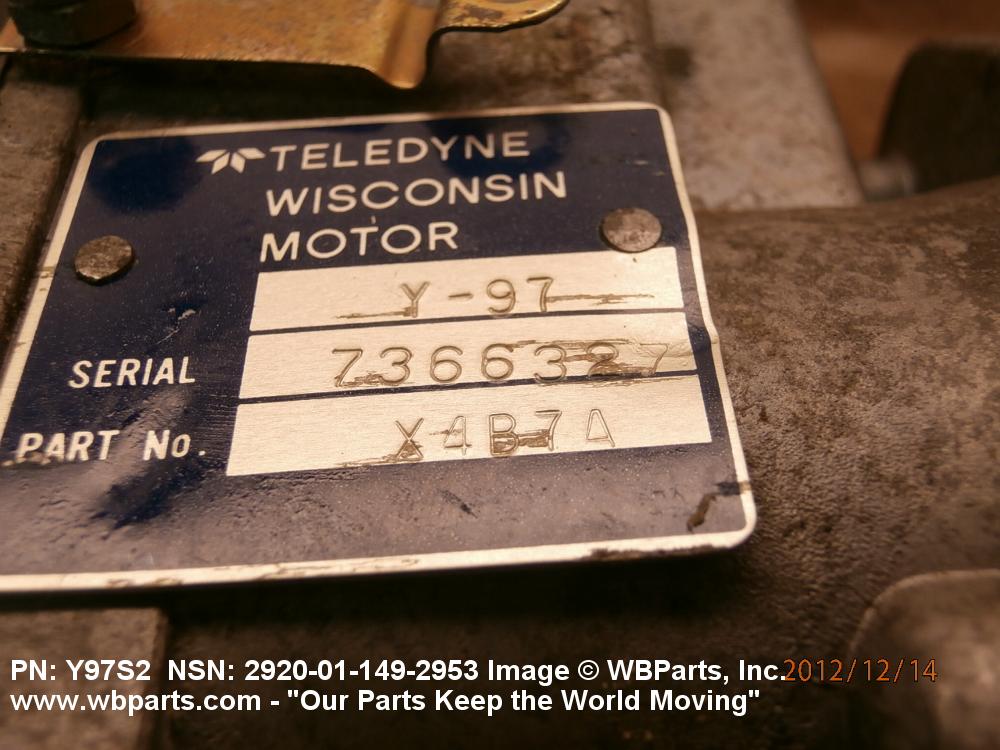 TELEDYNE
WISCONSIN
MOTOR
Y-97
SERIAL 7366327
PART No. X4B7A
PN: Y97S2 NSN: 2920-01-149-2953 Image © WBParts, Inc.
2012/12/14
www.wbparts.com - "Our Parts Keep the World Moving"